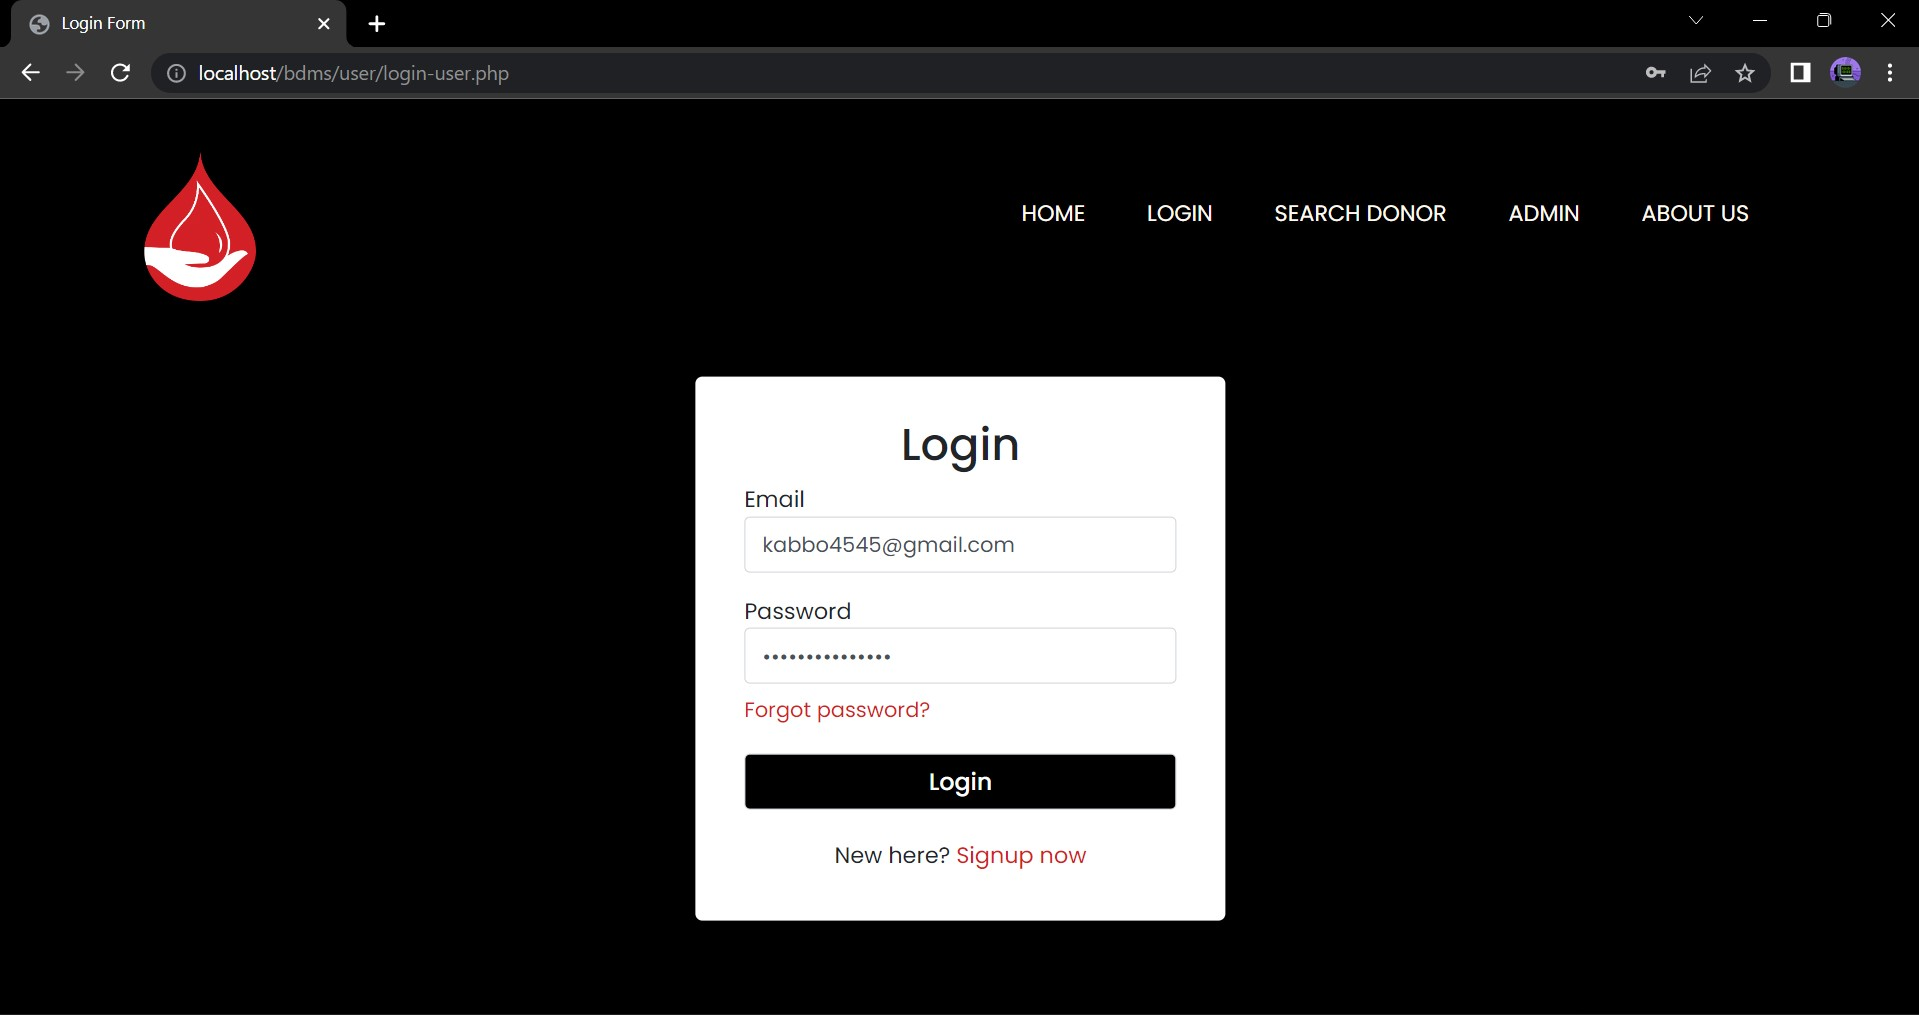 Login Form
localhost/bdms/user/login-user.php
HOME LOGIN SEARCH DONOR ADMIN ABOUT US
Login
Email
kabbo4545@gmail.com
Password
•••••••••••••••
Forgot password?
Login
New here? Signup now